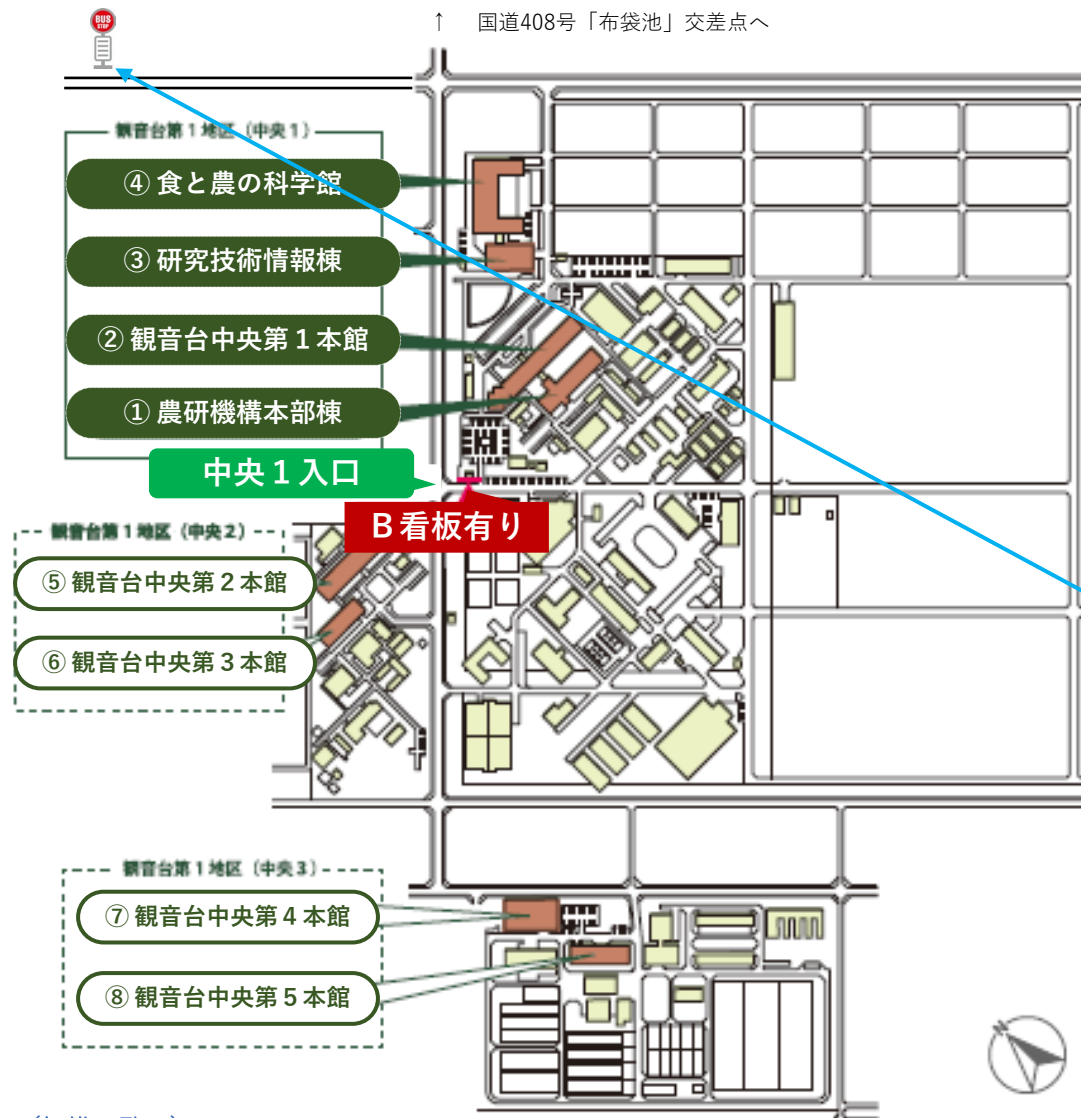 BUS
STOP
↑ 国道408号「布袋池」交差点へ
観音台第1地区（中央1）
④ 食と農の科学館
③ 研究技術情報棟
② 観音台中央第１本館
① 農研機構本部棟
中央１入口
Ｂ看板有り
観音台第1地区（中央2）
⑤ 観音台中央第２本館
⑥ 観音台中央第３本館
観音台第1地区（中央3）
⑦ 観音台中央第４本館
⑧ 観音台中央第５本館
N